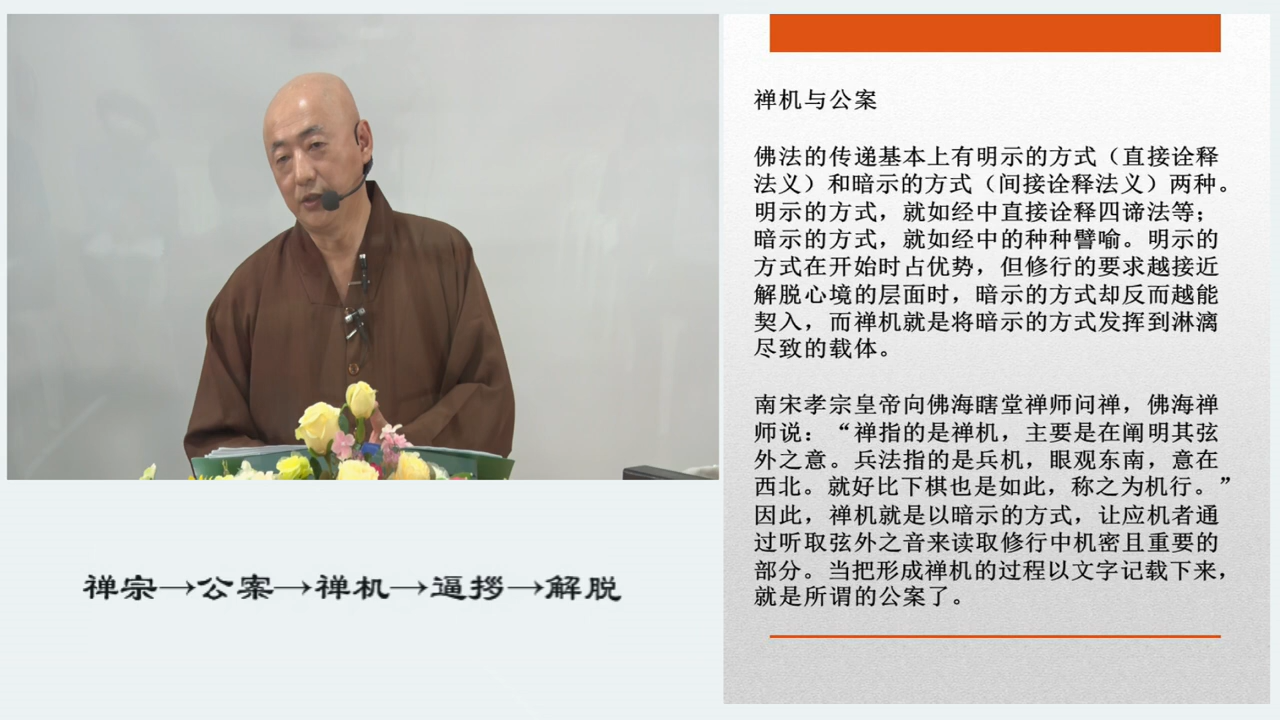 禅机与公案
佛法的传递基本上有明示的方式（直接诠释
法义）和暗示的方式（间接诠释法义）两种。
明示的方式，就如经中直接诠释四谛法等；
暗示的方式，就如经中的种种譬喻。明示的
方式在开始时占优势，但修行的要求越接近
解脱心境的层面时，暗示的方式却反而越能
契入，而禅机就是将暗示的方式发挥到淋漓
尽致的载体。
南宋孝宗皇帝向佛海瞎堂禅师问禅，佛海禅
师说：“禅指的是禅机，主要是在阐明其弦
外之意。兵法指的是兵机，眼观东南，意在
西北。就好比下棋也是如此，称之为机行。”
因此，禅机就是以暗示的方式，让应机者通
过听取弦外之音来读取修行中机密且重要的
部分。当把形成禅机的过程以文字记载下来，
就是所谓的公案了。
禅宗→公案→禅机→逼拶→解脱